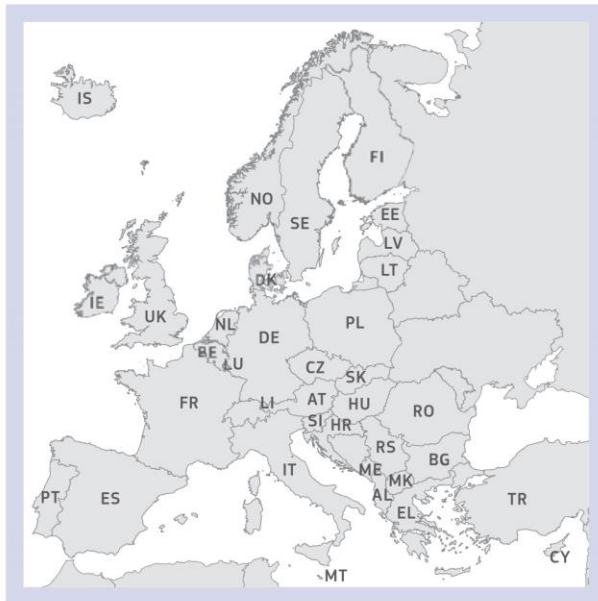 IS
FI
NO
SE
EE
LV
LT
DK
IE
UK
NL
DE
PL
BE
LU
CZ
SK
FR
LI
AT
HU
RO
SI
HR
RS
BG
IT
ME
MK
AL
PT
ES
EL
TR
CY
MT